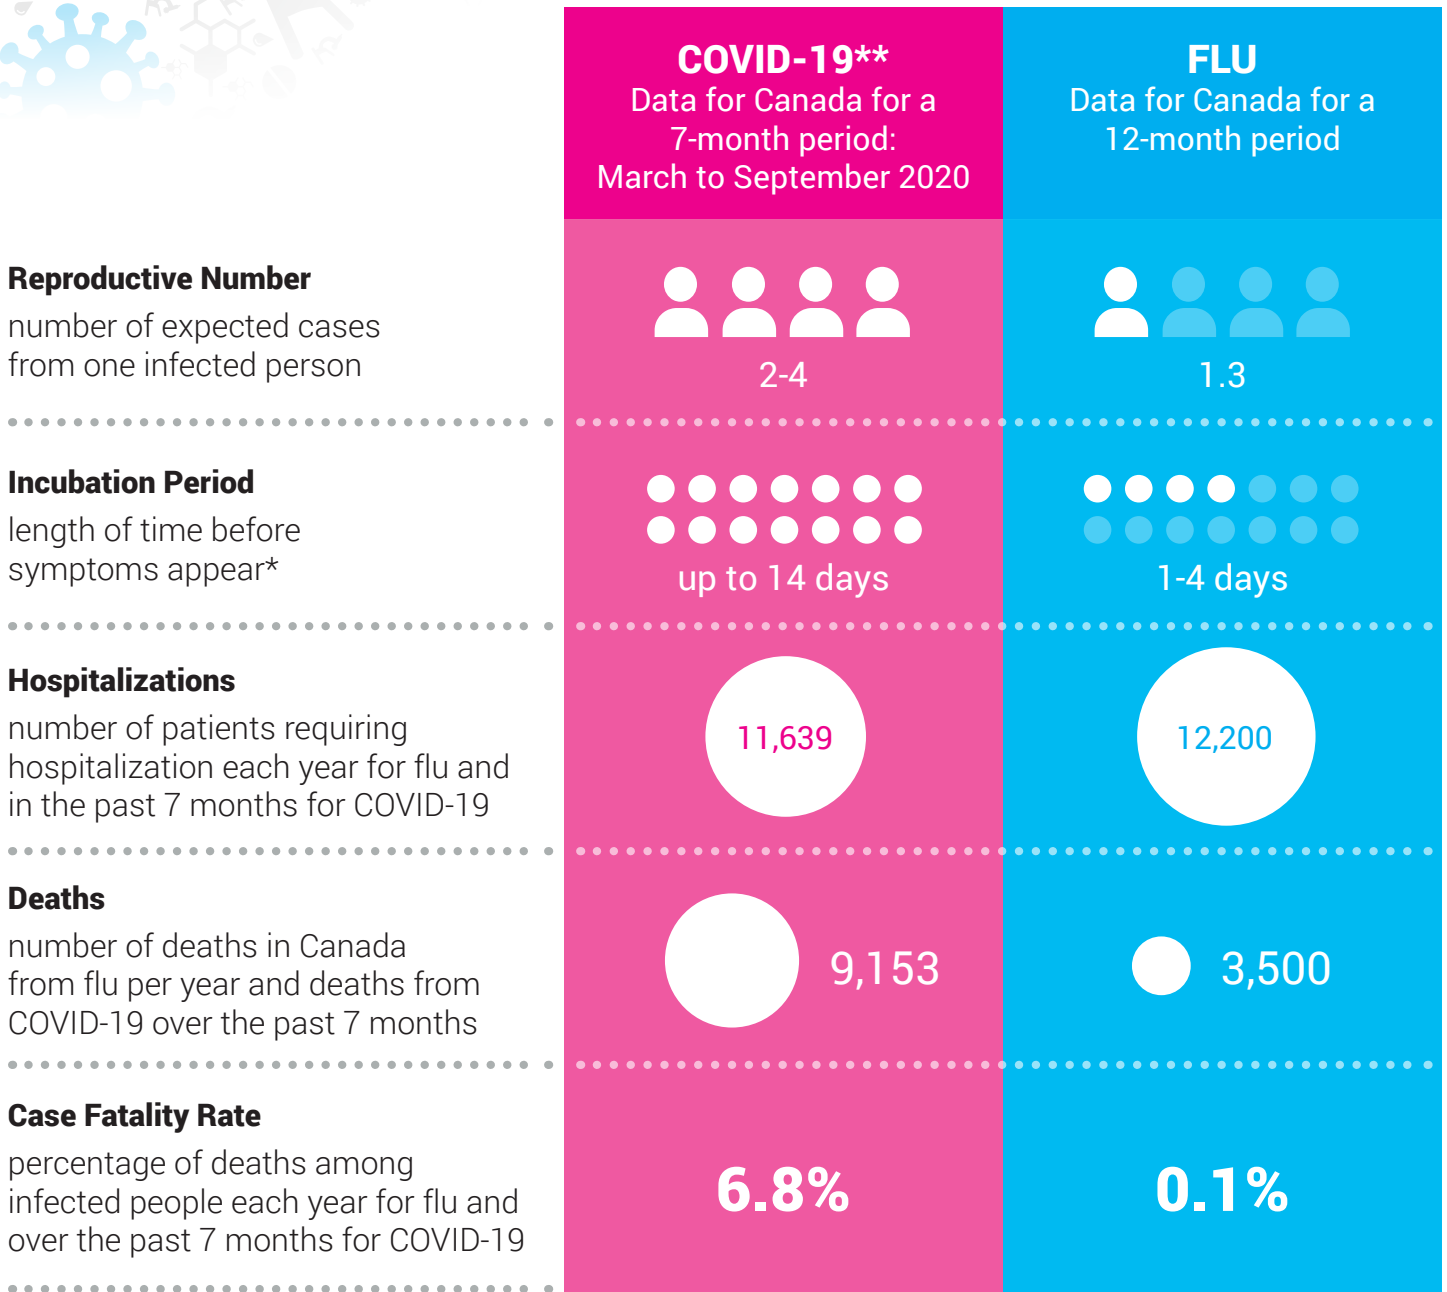 COVID-19**
Data for Canada for a
7-month period:
March to September 2020
FLU
Data for Canada for a
12-month period
Reproductive Number
number of expected cases
from one infected person
2-4
1.3
Incubation Period
length of time before
symptoms appear*
up to 14 days
1-4 days
Hospitalizations
number of patients requiring
hospitalization each year for flu and
in the past 7 months for COVID-19
11,639
12,200
Deaths
number of deaths in Canada
from flu per year and deaths from
COVID-19 over the past 7 months
9,153
3,500
Case Fatality Rate
percentage of deaths among
infected people each year for flu and
over the past 7 months for COVID-19
6.8%
0.1%